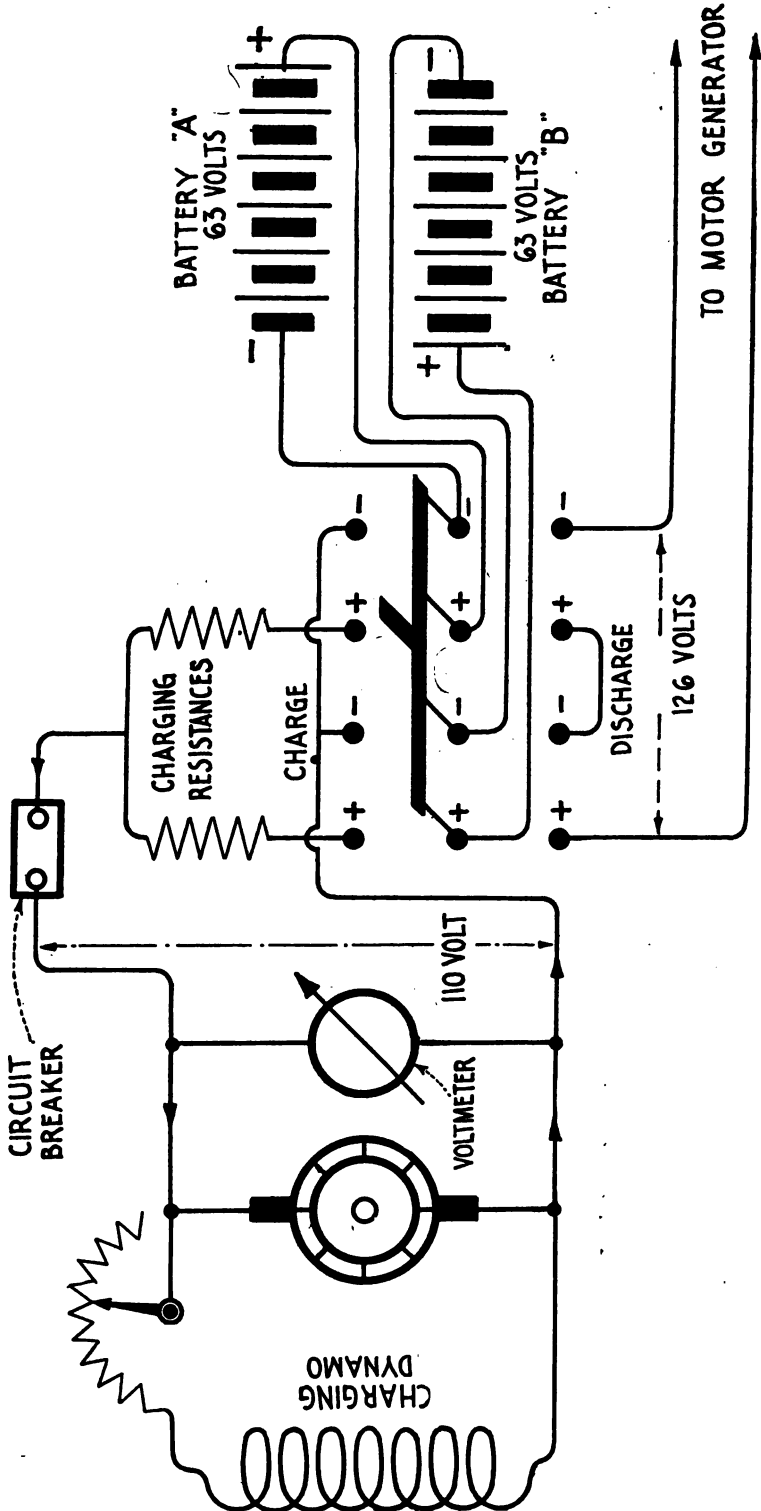 CIRCUIT
BREAKER
CHARGING
RESISTANCES
BATTERY "A"
63 VOLTS
+
-
63 VOLTS
BATTERY "B"
-
+
CHARGING
DYNAMO
VOLTMETER
110 VOLT
CHARGE
+ - + -
+ - + -
+ - + -
DISCHARGE
126 VOLTS
TO MOTOR GENERATOR